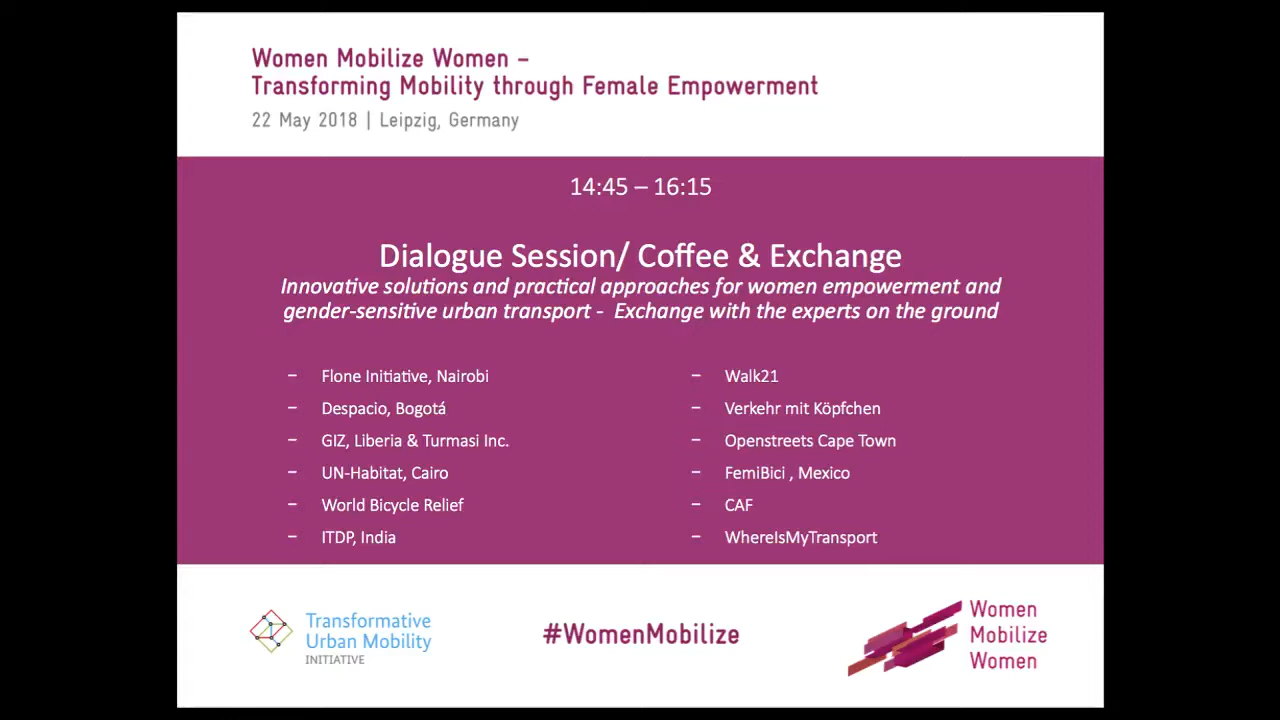 Women Mobilize Women –
Transforming Mobility through Female Empowerment
22 May 2018 | Leipzig, Germany
14:45 – 16:15
Dialogue Session/ Coffee & Exchange
Innovative solutions and practical approaches for women empowerment and
gender-sensitive urban transport -  Exchange with the experts on the ground
– Flone Initiative, Nairobi
– Despacio, Bogotá
– GIZ, Liberia & Turmasi Inc.
– UN-Habitat, Cairo
– World Bicycle Relief
– ITDP, India
– Walk21
– Verkehr mit Köpfchen
– Openstreets Cape Town
– FemiBici , Mexico
– CAF
– WhereIsMyTransport
Transformative
Urban Mobility
INITIATIVE
#WomenMobilize
Women
Mobilize
Women